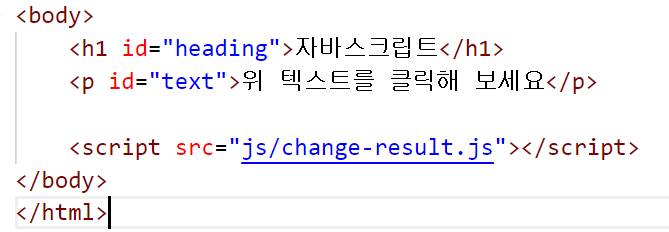 <body>
<h1 id="heading">자바스크립트</h1>
<p id="text">위 텍스트를 클릭해 보세요</p>
<script src="js/change-result.js"></script>
</body>
</html>